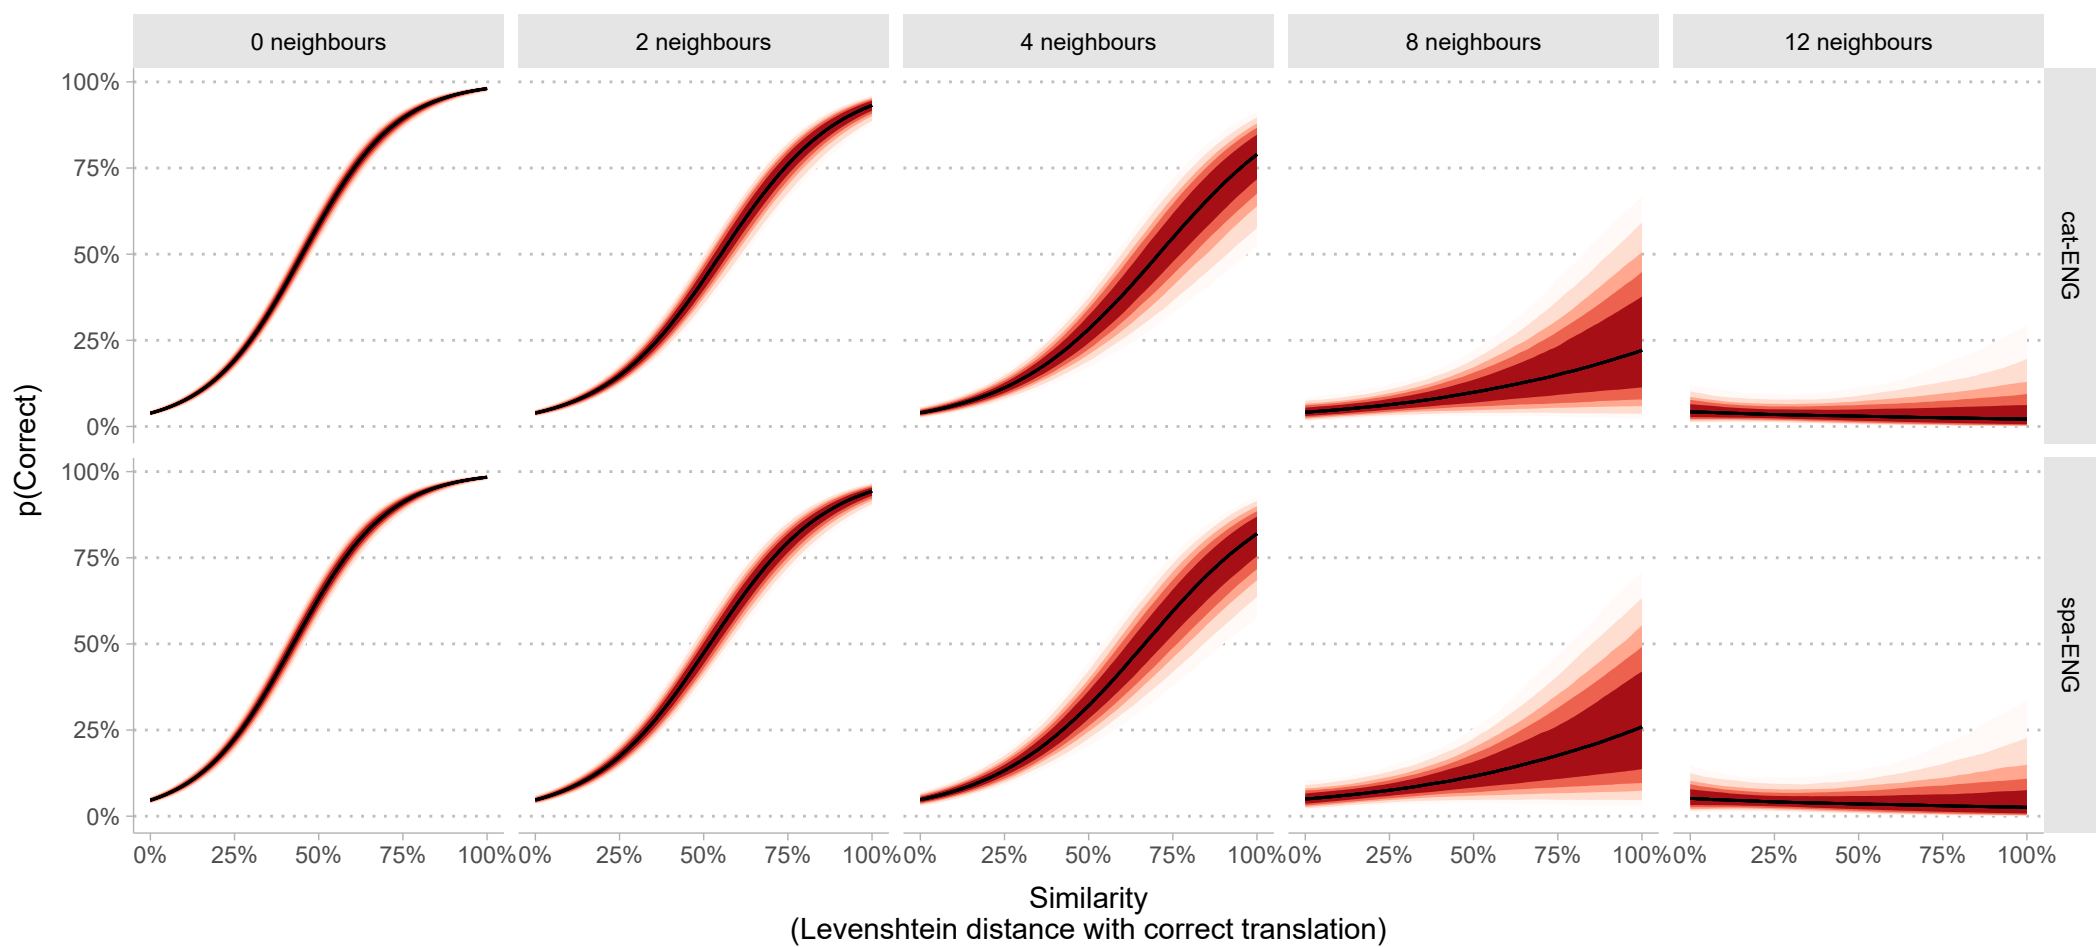 0 neighbours 2 neighbours 4 neighbours 8 neighbours 12 neighbours
100%
75%
50%
25%
0%
cat-ENG
100%
75%
50%
25%
0%
spa-ENG
p(Correct)
0% 25% 50% 75% 100% 0% 25% 50% 75% 100% 0% 25% 50% 75% 100% 0% 25% 50% 75% 100% 0% 25% 50% 75% 100%
Similarity
(Levenshtein distance with correct translation)